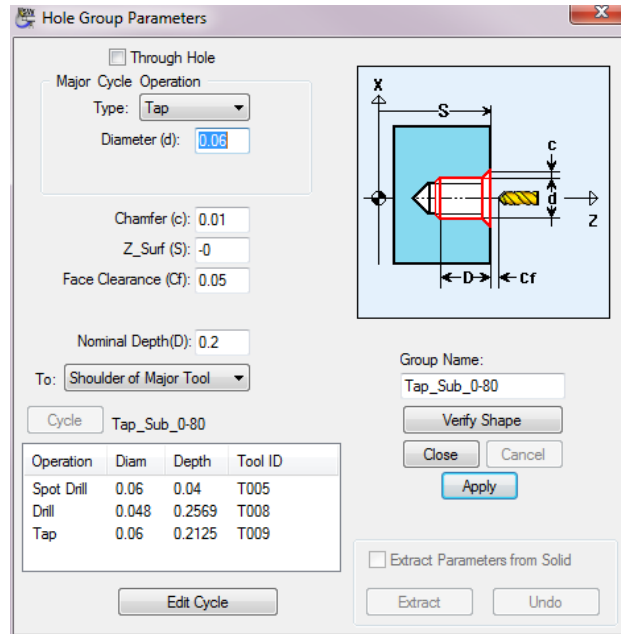 Hole Group Parameters
x
Through Hole
Major Cycle Operation
Type: Tap
Diameter (d): 0.06
Chamfer (c): 0.01
Z_Surf (S): -0
Face Clearance (Cf): 0.05
Nominal Depth(D): 0.2
To: Shoulder of Major Tool
Cycle Tap_Sub_0-80
Operation Diam Depth Tool ID
Spot Drill 0.06 0.04 T005
Drill 0.048 0.2569 T008
Tap 0.06 0.2125 T009
Edit Cycle
X
S
c
d
Z
D
Cf
Group Name:
Tap_Sub_0-80
Verify Shape
Close Cancel
Apply
Extract Parameters from Solid
Extract Undo